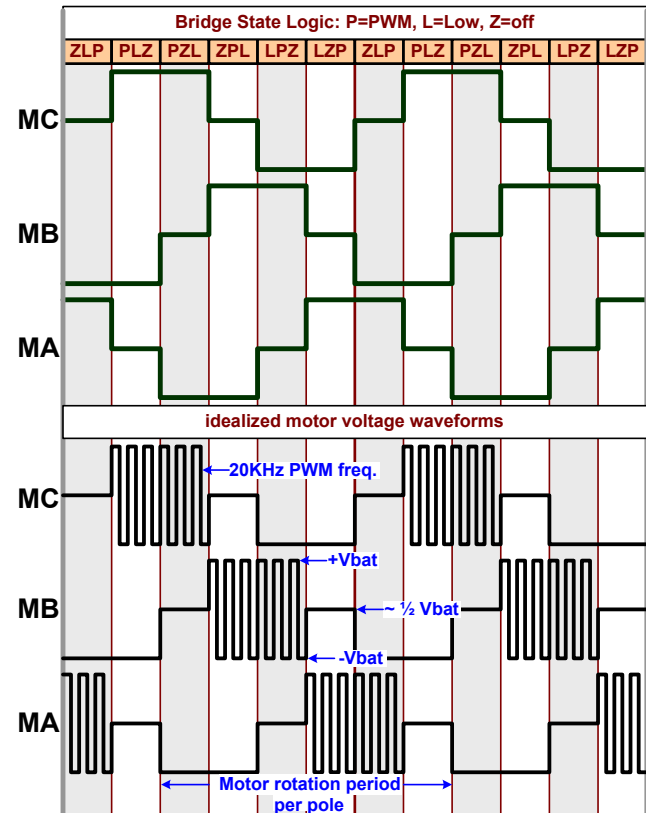 Bridge State Logic: P=PWM, L=Low, Z=off
ZLP PLZ PZL ZPL LPZ LZP ZLP PLZ PZL ZPL LPZ LZP
MC
MB
MA
idealized motor voltage waveforms
20KHz PWM freq.
MC
+Vbat
MB
~ ½ Vbat
-Vbat
MA
Motor rotation period
per pole